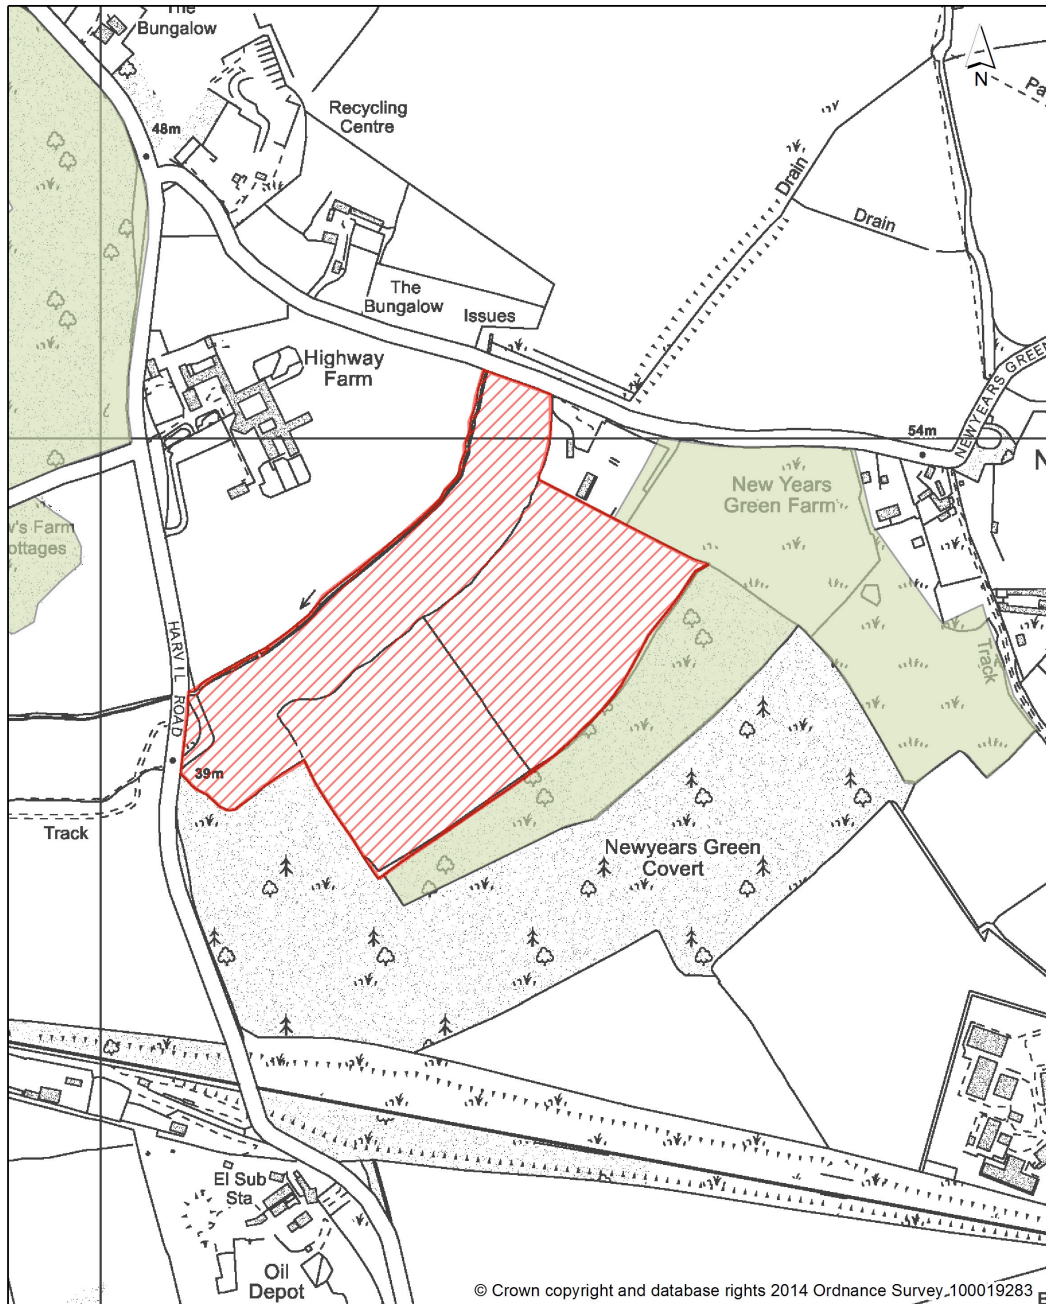 The
Bungalow
N
48m
Recycling
Centre
Drain
Drain
The
Bungalow
Issues
Highway
Farm
NEWYEARS GREEN
54m
New Years
Green Farm
N
w's Farm
ottages
HARVIL ROAD
Track
39m
Track
Newyears Green
Covert
El Sub
Sta
Oil
Depot
© Crown copyright and database rights 2014 Ordnance Survey 100019283